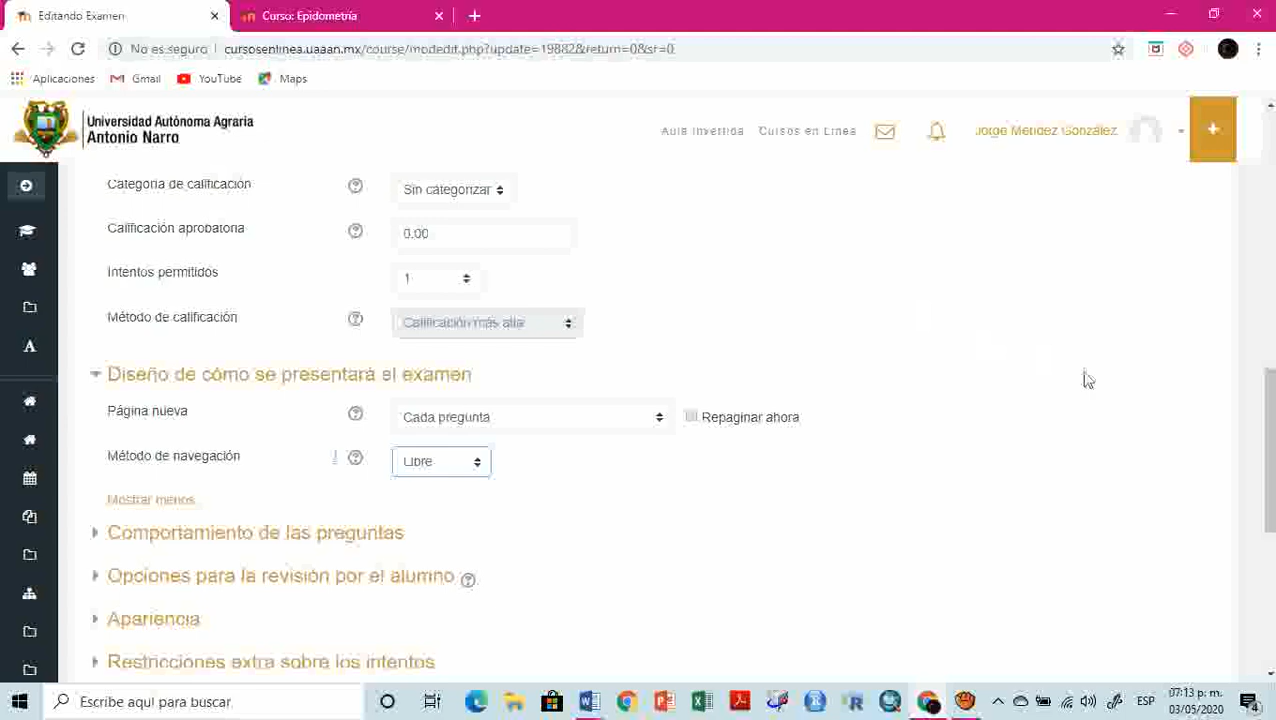 Editando Examen
Curso: Epidometría
No es seguro
cursosenlinea.uaaan.mx/course/modedit.php?update=19882&return=0&sr=0
Aplicaciones
Gmail
YouTube
Maps
Universidad Autónoma Agraria
Antonio Narro
Aula Invertida
Cursos en Línea
Jorge Méndez González
Categoría de calificación
Sin categorizar
Calificación aprobatoria
0.00
Intentos permitidos
1
Método de calificación
Calificación más alta
Diseño de cómo se presentará el examen
Página nueva
Cada pregunta
Repaginar ahora
Método de navegación
Libre
Mostrar menos...
Comportamiento de las preguntas
Opciones para la revisión por el alumno
Apariencia
Restricciones extra sobre los intentos
Escribe aquí para buscar.
ESP
07:13 p. m.
03/05/2020
4